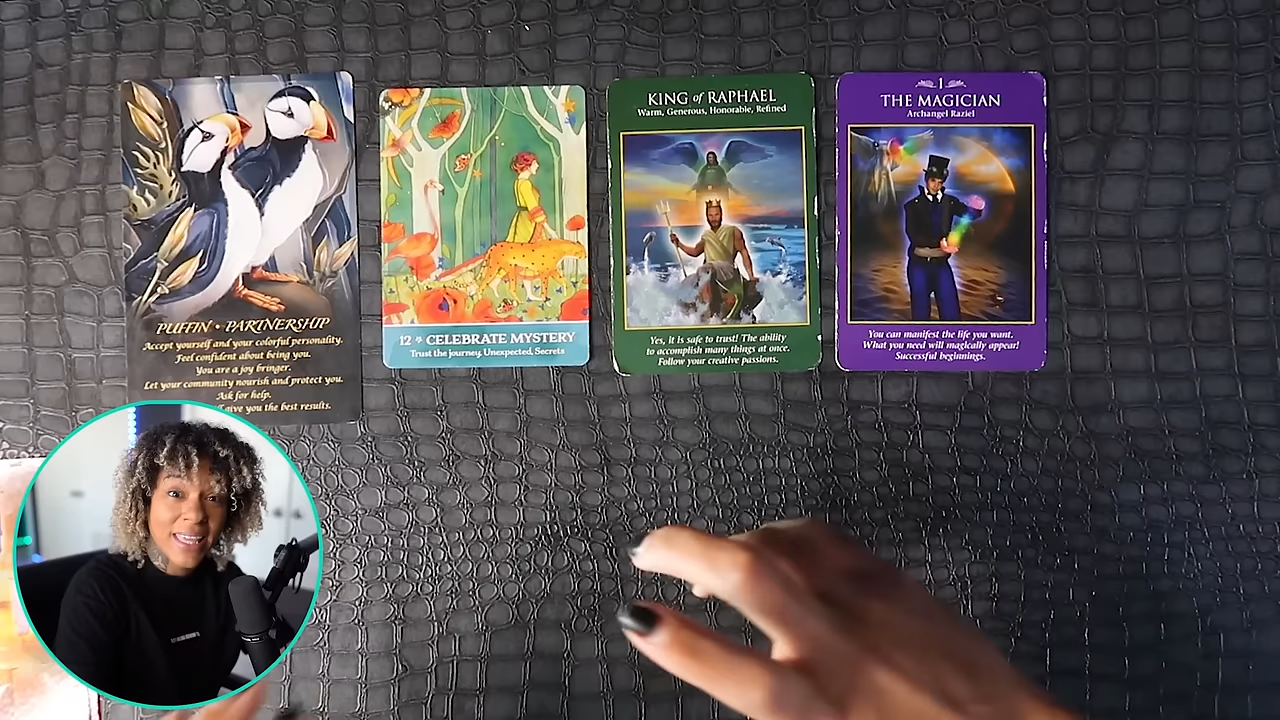 PUFFIN • PARTNERSHIP
Accept yourself and your colorful personality.
Feel confident about being you.
You are a joy bringer.
Let your community nourish and protect you.
Ask for help.
give you the best results.
12 CELEBRATE MYSTERY
Trust the journey, Unexpected, Secrets
KING of RAPHAEL
Warm, Generous, Honorable, Refined
Yes, it is safe to trust! The ability
to accomplish many things at once.
Follow your creative passions.
1
THE MAGICIAN
Archangel Raziel
You can manifest the life you want.
What you need will magically appear!
Successful beginnings.